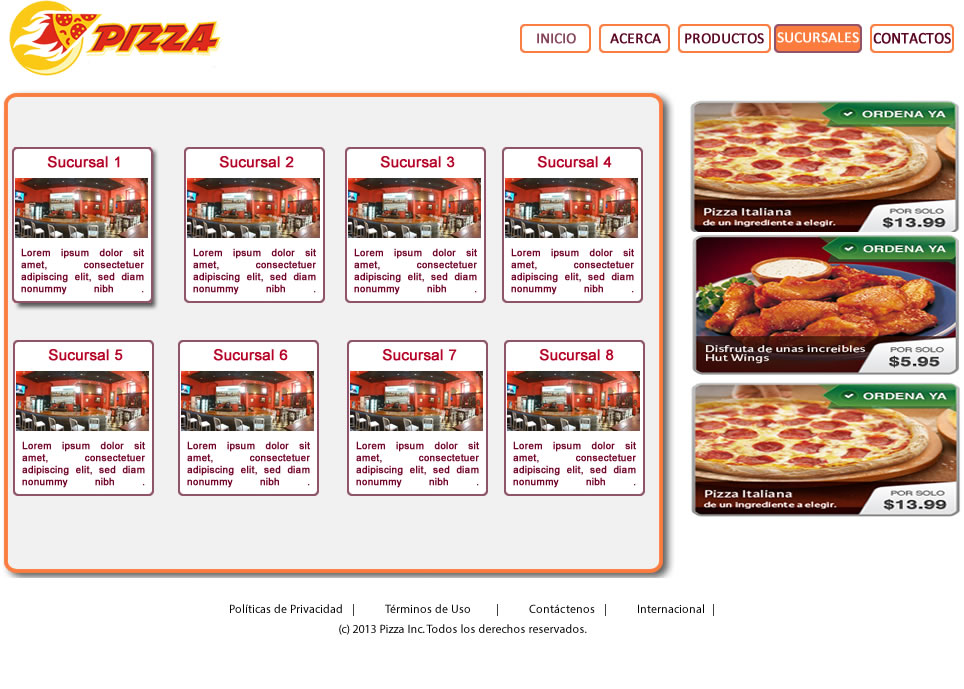 PIZZA
INICIO
ACERCA
PRODUCTOS
SUCURSALES
CONTACTOS
Sucursal 1
Lorem ipsum dolor sit
amet, consectetuer
adipiscing elit, sed diam
nonummy nibh .
Sucursal 2
Lorem ipsum dolor sit
amet, consectetuer
adipiscing elit, sed diam
nonummy nibh .
Sucursal 3
Lorem ipsum dolor sit
amet, consectetuer
adipiscing elit, sed diam
nonummy nibh .
Sucursal 4
Lorem ipsum dolor sit
amet, consectetuer
adipiscing elit, sed diam
nonummy nibh .
Sucursal 5
Lorem ipsum dolor sit
amet, consectetuer
adipiscing elit, sed diam
nonummy nibh .
Sucursal 6
Lorem ipsum dolor sit
amet, consectetuer
adipiscing elit, sed diam
nonummy nibh .
Sucursal 7
Lorem ipsum dolor sit
amet, consectetuer
adipiscing elit, sed diam
nonummy nibh .
Sucursal 8
Lorem ipsum dolor sit
amet, consectetuer
adipiscing elit, sed diam
nonummy nibh .
ORDENA YA
Pizza Italiana
de un ingrediente a elegir.
POR SOLO
$13.99
ORDENA YA
Disfruta de unas increibles
Hut Wings
POR SOLO
$5.95
ORDENA YA
Pizza Italiana
de un ingrediente a elegir.
POR SOLO
$13.99
Políticas de Privacidad | Términos de Uso | Contáctenos | Internacional |
(c) 2013 Pizza Inc. Todos los derechos reservados.